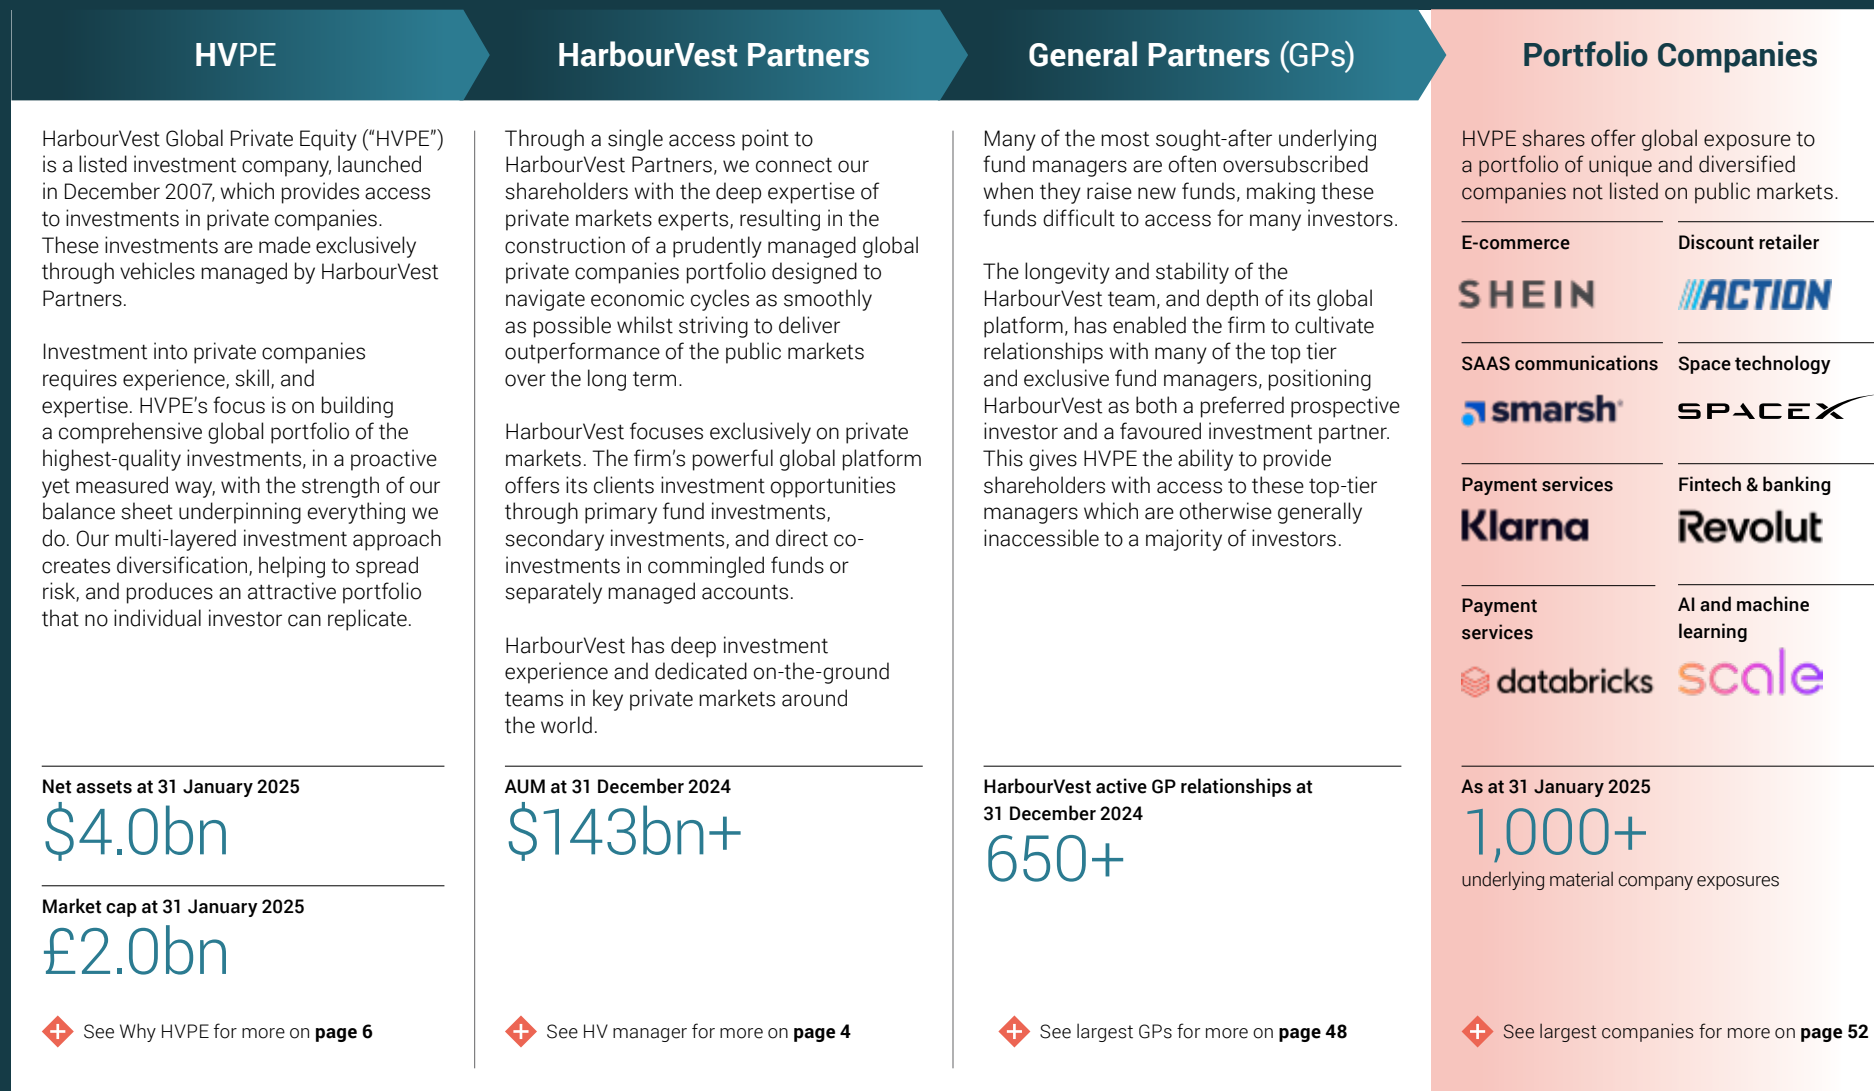 HVPE
HarbourVest Global Private Equity (“HVPE”)
is a listed investment company, launched
in December 2007, which provides access
to investments in private companies.
These investments are made exclusively
through vehicles managed by HarbourVest
Partners.
Investment into private companies
requires experience, skill, and
expertise. HVPE’s focus is on building
a comprehensive global portfolio of the
highest-quality investments, in a proactive
yet measured way, with the strength of our
balance sheet underpinning everything we
do. Our multi-layered investment approach
creates diversification, helping to spread
risk, and produces an attractive portfolio
that no individual investor can replicate.
Net assets at 31 January 2025
$4.0bn
Market cap at 31 January 2025
£2.0bn
See Why HVPE for more on page 6
HarbourVest Partners
Through a single access point to
HarbourVest Partners, we connect our
shareholders with the deep expertise of
private markets experts, resulting in the
construction of a prudently managed global
private companies portfolio designed to
navigate economic cycles as smoothly
as possible whilst striving to deliver
outperformance of the public markets
over the long term.
HarbourVest focuses exclusively on private
markets. The firm’s powerful global platform
offers its clients investment opportunities
through primary fund investments,
secondary investments, and direct co-
investments in commingled funds or
separately managed accounts.
HarbourVest has deep investment
experience and dedicated on-the-ground
teams in key private markets around
the world.
AUM at 31 December 2024
$143bn+
See HV manager for more on page 4
General Partners (GPs)
Many of the most sought-after underlying
fund managers are often oversubscribed
when they raise new funds, making these
funds difficult to access for many investors.
The longevity and stability of the
HarbourVest team, and depth of its global
platform, has enabled the firm to cultivate
relationships with many of the top tier
and exclusive fund managers, positioning
HarbourVest as both a preferred prospective
investor and a favoured investment partner.
This gives HVPE the ability to provide
shareholders with access to these top-tier
managers which are otherwise generally
inaccessible to a majority of investors.
HarbourVest active GP relationships at
31 December 2024
650+
See largest GPs for more on page 48
Portfolio Companies
HVPE shares offer global exposure to
a portfolio of unique and diversified
companies not listed on public markets.
E-commerce
SHEIN
Discount retailer
ACTION
SAAS communications
smarsh
Space technology
SPACEX
Payment services
Klarna
Fintech & banking
Revolut
Payment
services
databricks
AI and machine
learning
scale
As at 31 January 2025
1,000+
underlying material company exposures
See largest companies for more on page 52